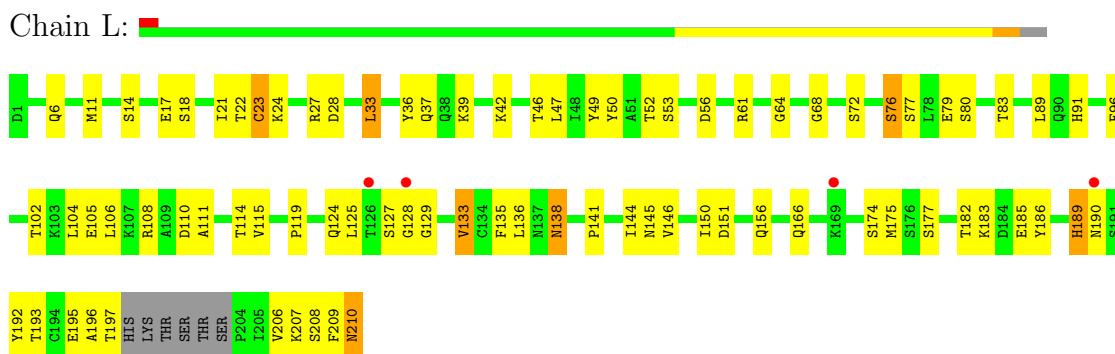 Chain L:
D1 Q6 M11 S14 E17 S18 I21 T22 C23 K24 R27 D28 L33 Y36 Q37 Q38 K39 K42 T46 L47 I48 Y49 Y50 A51 T52 S53 D56 R61 G64 G68 S72 S76 S77 L78 E79 S80 T83 L89 Q90 H91
T102 K103 L104 E105 L106 K107 R108 A109 D110 A111 T114 V115 P119 Q124 L125 T126 S127 G128 G129 V133 C134 F135 L136 N137 N138 P141 I144 N145 V146 I150 D151 Q156 Q166 K169 S174 M175 S176 S177 T182 K183 D184 E185 Y186 H189 N190 S191
Y192 T193 C194 E195 A196 T197 HIS LYS THR SER THR SER P204 I205 V206 K207 S208 F209 N210